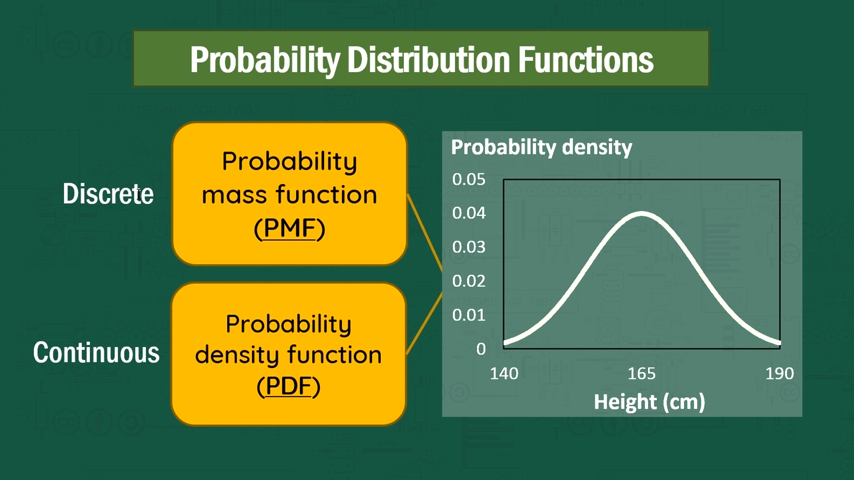 Probability Distribution Functions
Discrete
Probability
mass function
(PMF)
Continuous
Probability
density function
(PDF)
Probability density
0.05
0.04
0.03
0.02
0.01
0
140 165 190
Height (cm)